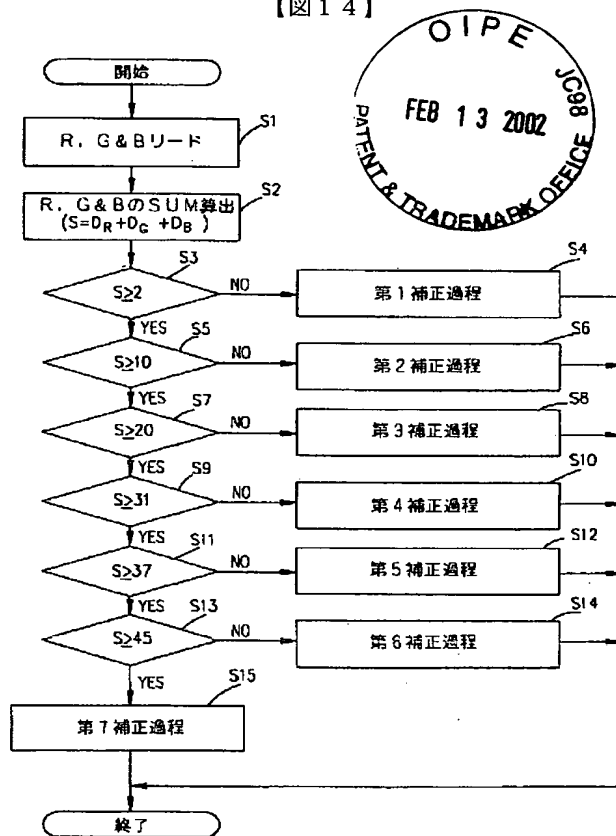 【図14】
OIPE JC98
FEB 13 2002
PATENT & TRADEMARK OFFICE
開始
S1
R, G&Bリード
S2
R, G&BのSUM算出
(S=DR+DG+DB)
S3
S≥2
NO
S4
第1補正過程
YES
S5
S≥10
NO
S6
第2補正過程
YES
S7
S≥20
NO
S8
第3補正過程
YES
S9
S≥31
NO
S10
第4補正過程
YES
S11
S≥37
NO
S12
第5補正過程
YES
S13
S≥45
NO
S14
第6補正過程
YES
S15
第7補正過程
終了